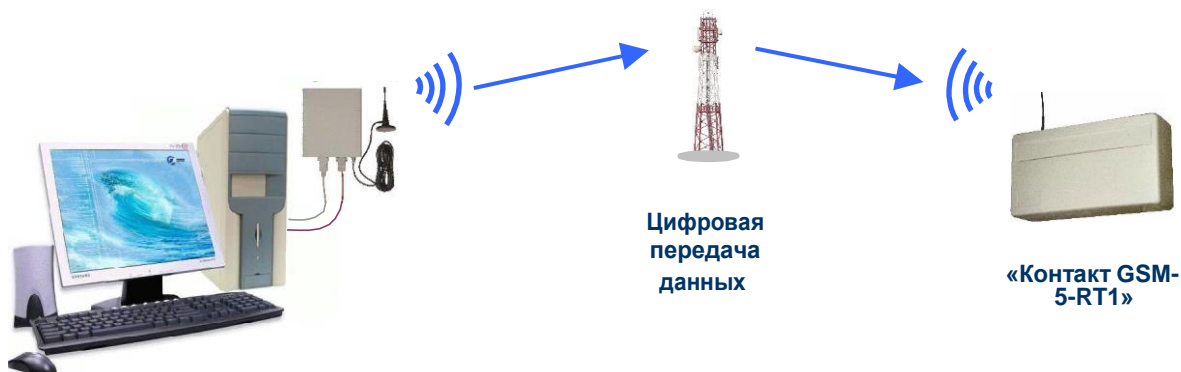 Цифровая
передача
данных
«Контакт GSM-
5-RT1»